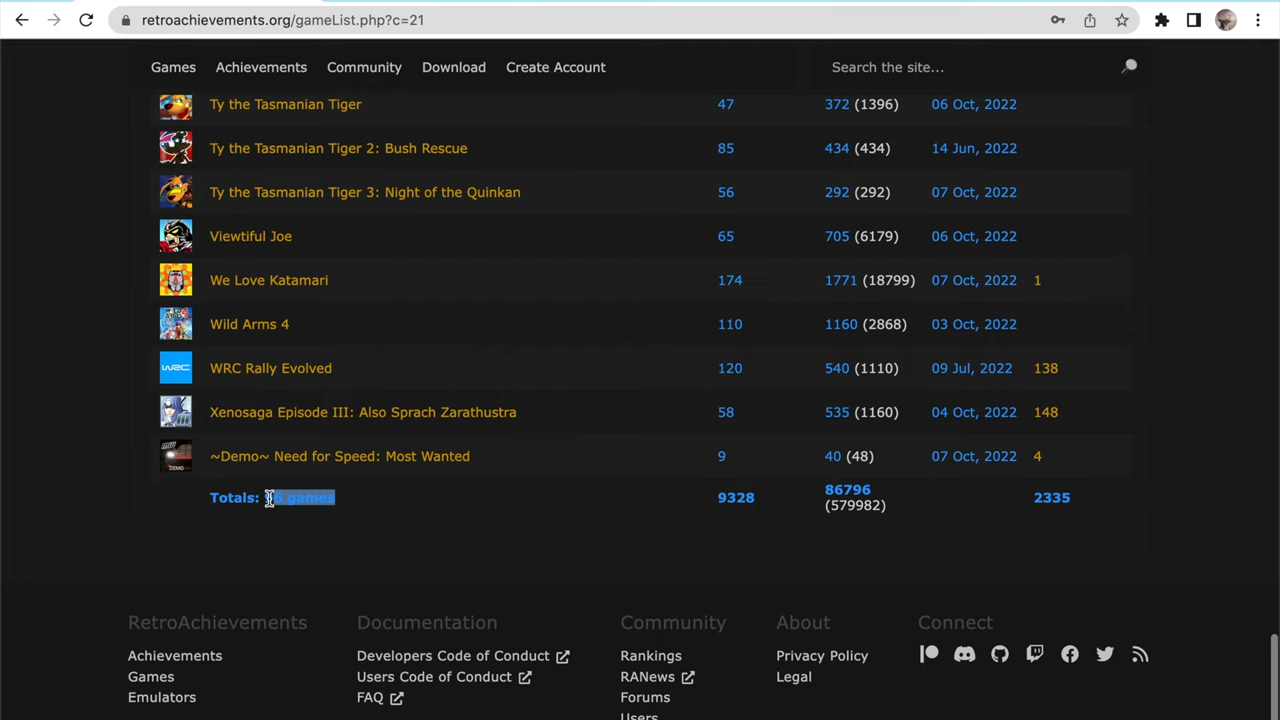 retroachievements.org/gameList.php?c=21
Games Achievements Community Download Create Account Search the site...
Ty the Tasmanian Tiger 47 372 (1396) 06 Oct, 2022
Ty the Tasmanian Tiger 2: Bush Rescue 85 434 (434) 14 Jun, 2022
Ty the Tasmanian Tiger 3: Night of the Quinkan 56 292 (292) 07 Oct, 2022
Viewtiful Joe 65 705 (6179) 06 Oct, 2022
We Love Katamari 174 1771 (18799) 07 Oct, 2022 1
Wild Arms 4 110 1160 (2868) 03 Oct, 2022
WRC Rally Evolved 120 540 (1110) 09 Jul, 2022 138
Xenosaga Episode III: Also Sprach Zarathustra 58 535 (1160) 04 Oct, 2022 148
~Demo~ Need for Speed: Most Wanted 9 40 (48) 07 Oct, 2022 4
Totals: games 9328 86796 2335
(579982)
RetroAchievements Documentation Community About Connect
Achievements Developers Code of Conduct Rankings Privacy Policy
Games Users Code of Conduct RANews Legal
Emulators FAQ Forums
Users